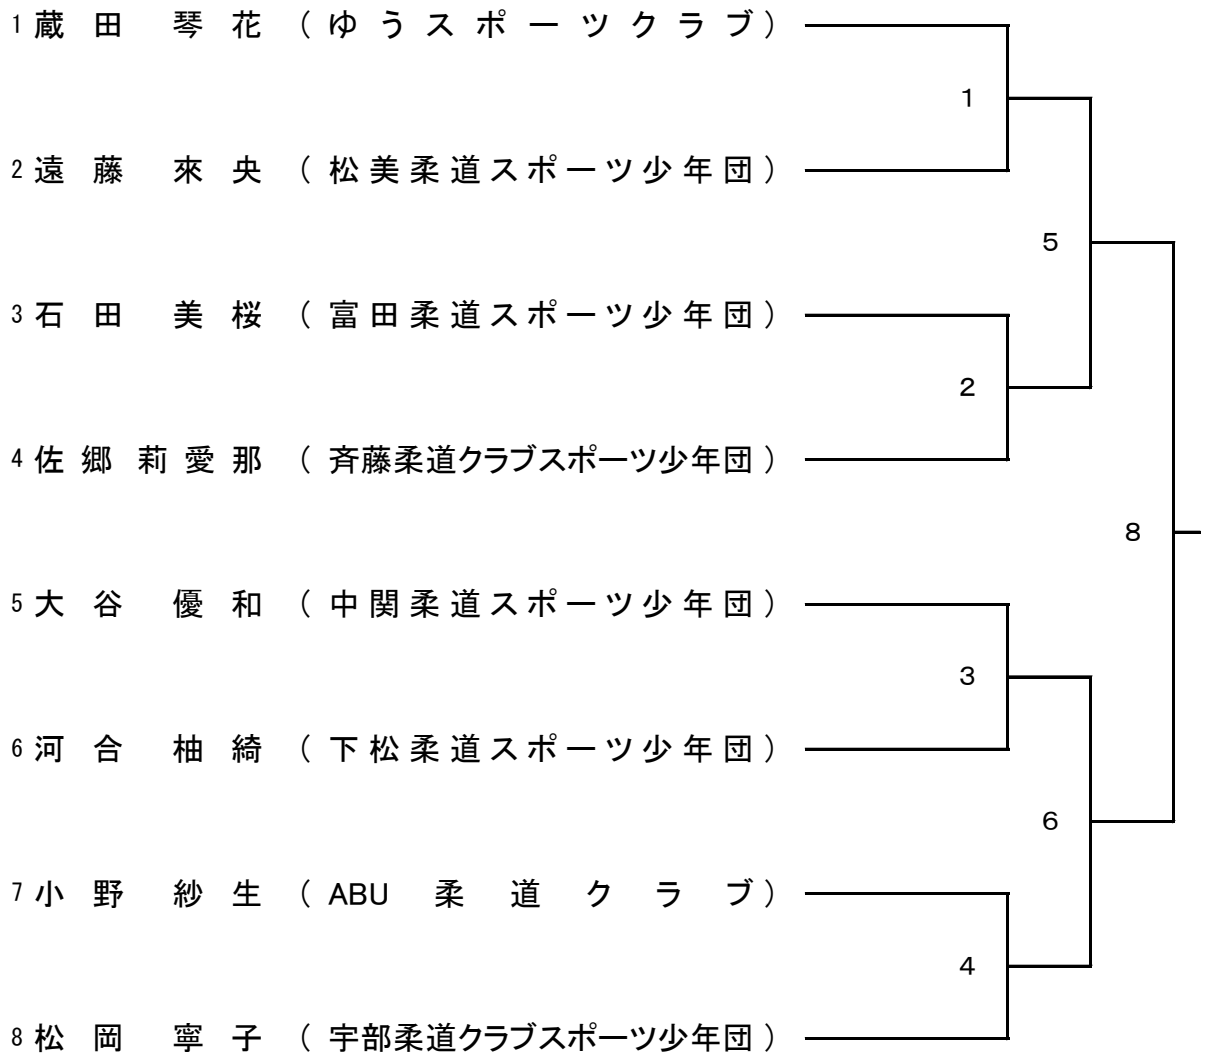 1 蔵田 琴花 （ゆうスポーツクラブ）
1
2 遠藤 來央 （松美柔道スポーツ少年団）
5
3 石田 美桜 （富田柔道スポーツ少年団）
2
4 佐郷 莉愛那 （斉藤柔道クラブスポーツ少年団）
8
5 大谷 優和 （中関柔道スポーツ少年団）
3
6 河合 柚綺 （下松柔道スポーツ少年団）
6
7 小野 紗生 （ABU柔道クラブ）
4
8 松岡 寧子 （宇部柔道クラブスポーツ少年団）